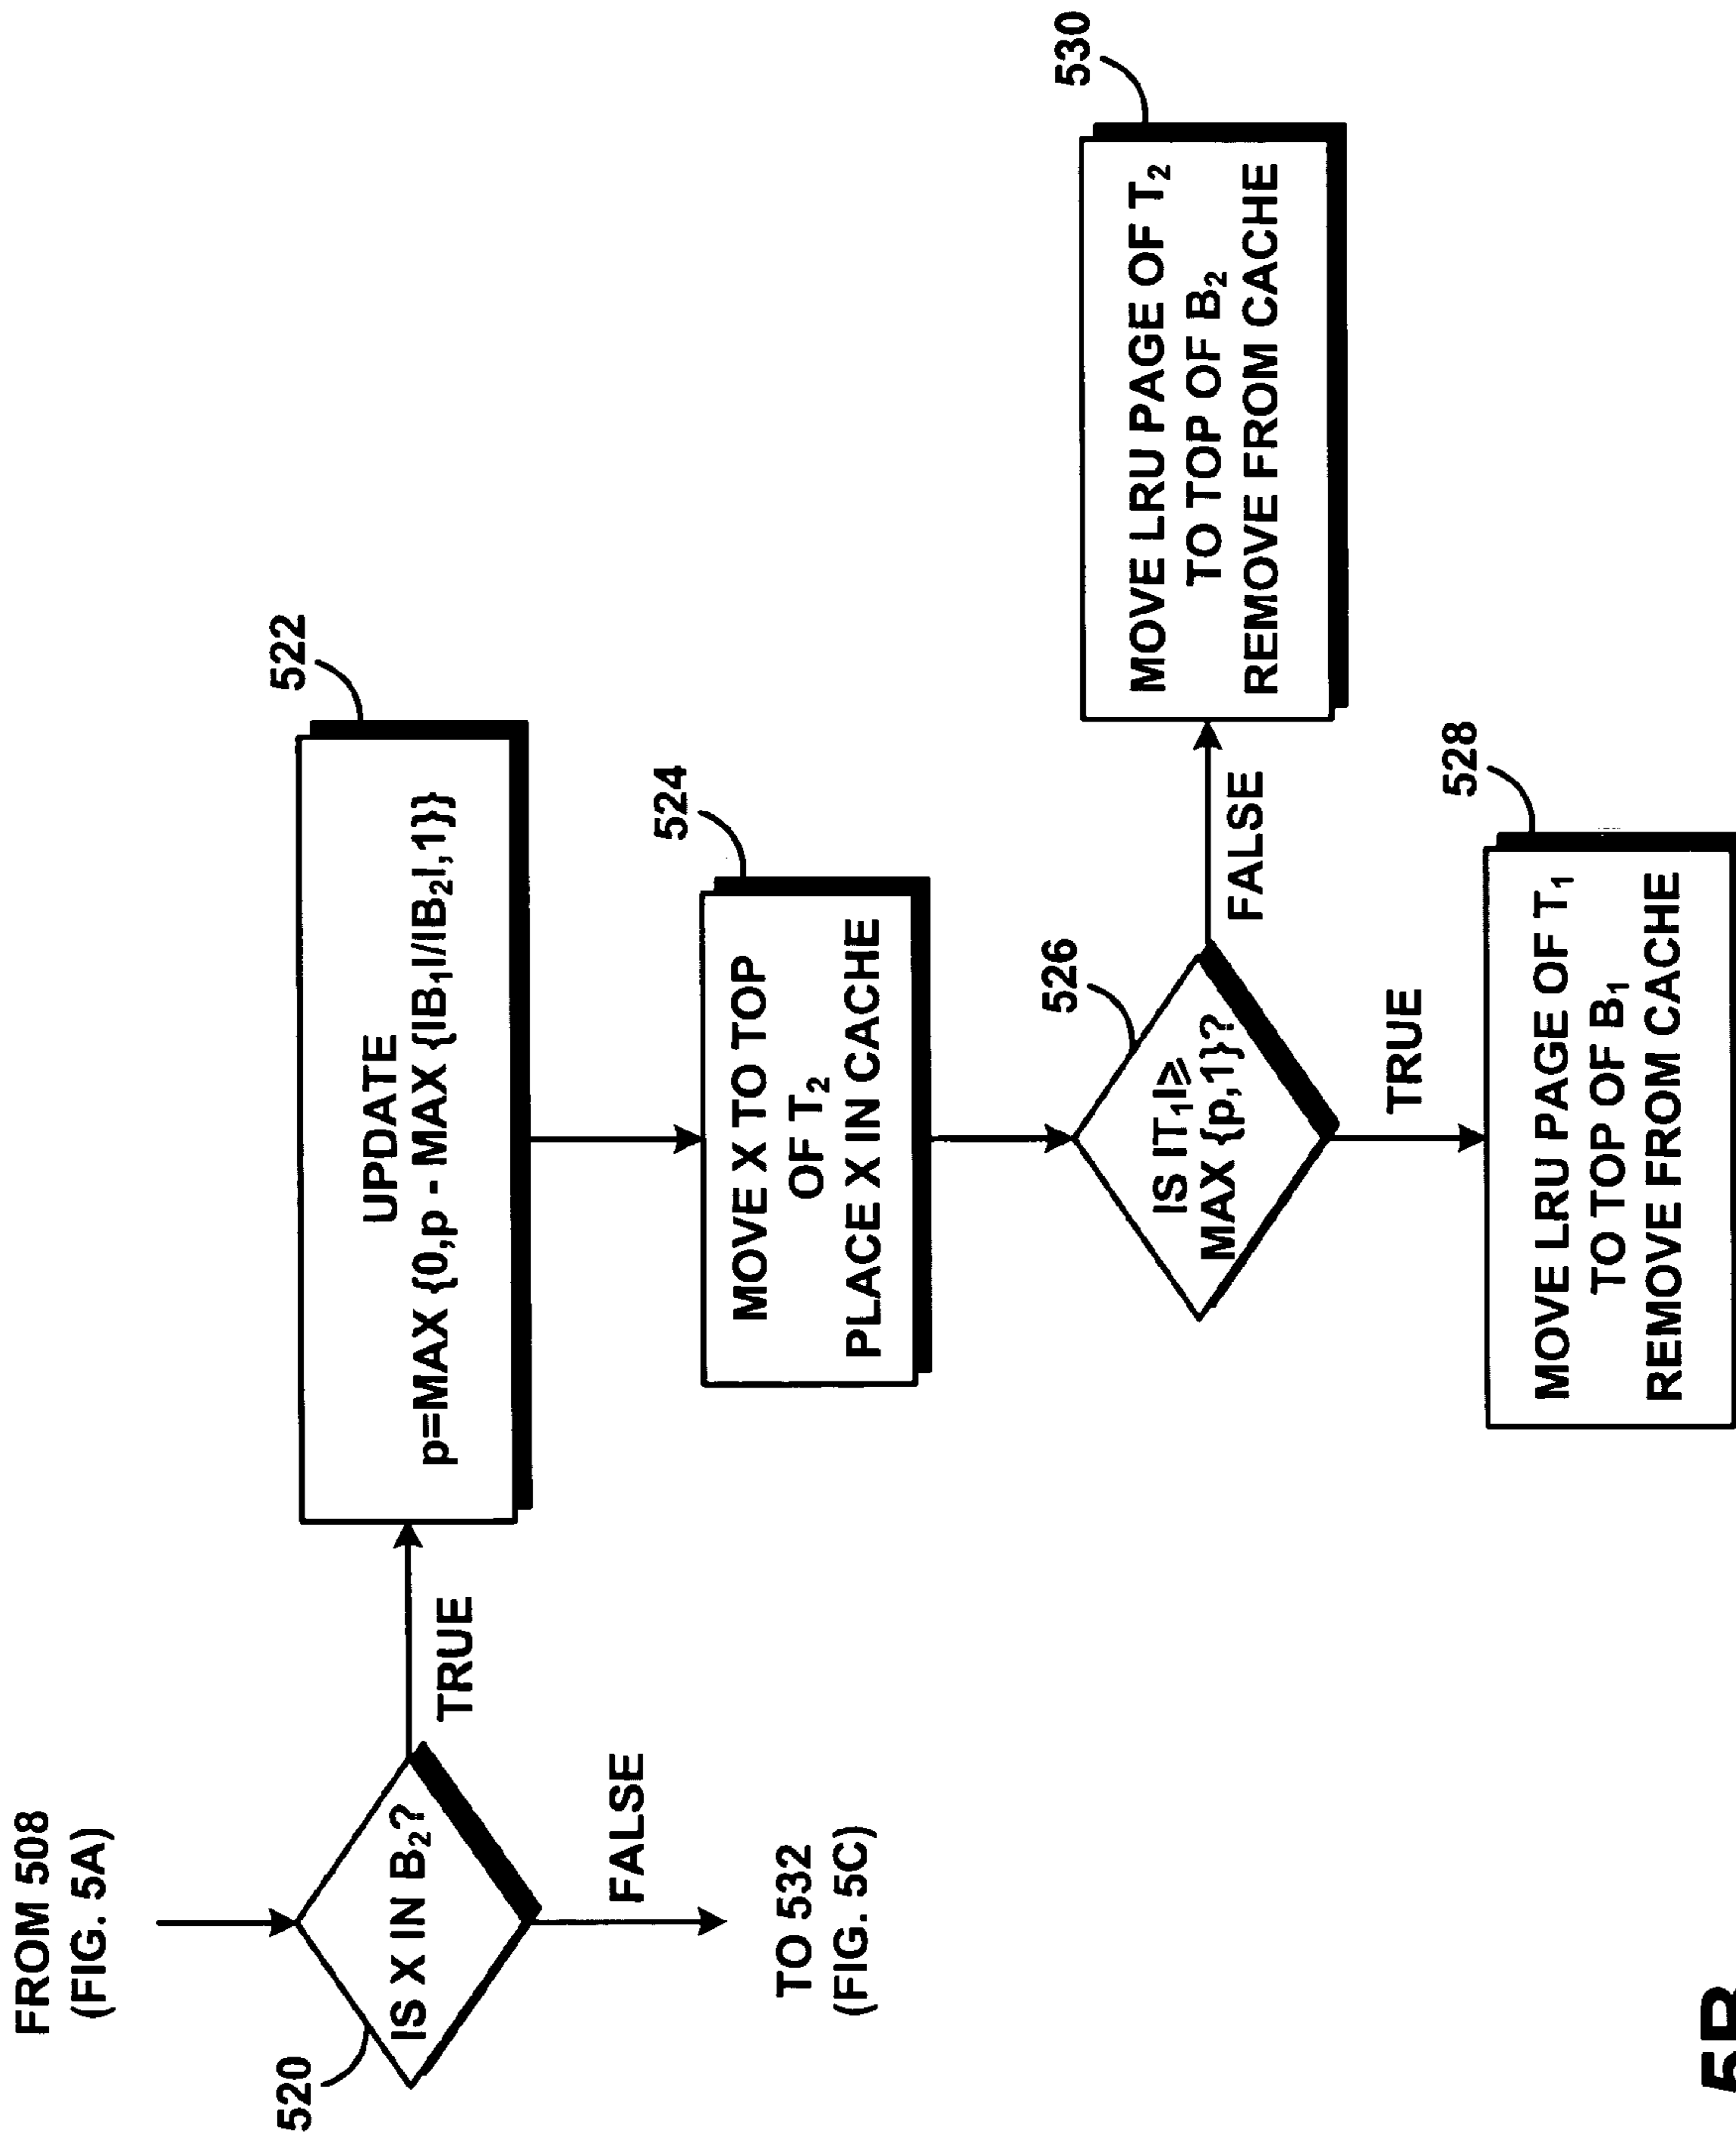 FROM 508
(FIG. 5A)
520
IS X IN B₂?
TRUE
FALSE
TO 532
(FIG. 5C)
522
UPDATE
p=MAX {0,p - MAX {IB₁I/IB₂I,1}}
524
MOVE X TO TOP
OF T₂
PLACE X IN CACHE
526
IS IT₁I≥
MAX {p,1}?
FALSE
TRUE
530
MOVE LRU PAGE OF T₂
TO TOP OF B₂
REMOVE FROM CACHE
528
MOVE LRU PAGE OF T₁
TO TOP OF B₁
REMOVE FROM CACHE
5B